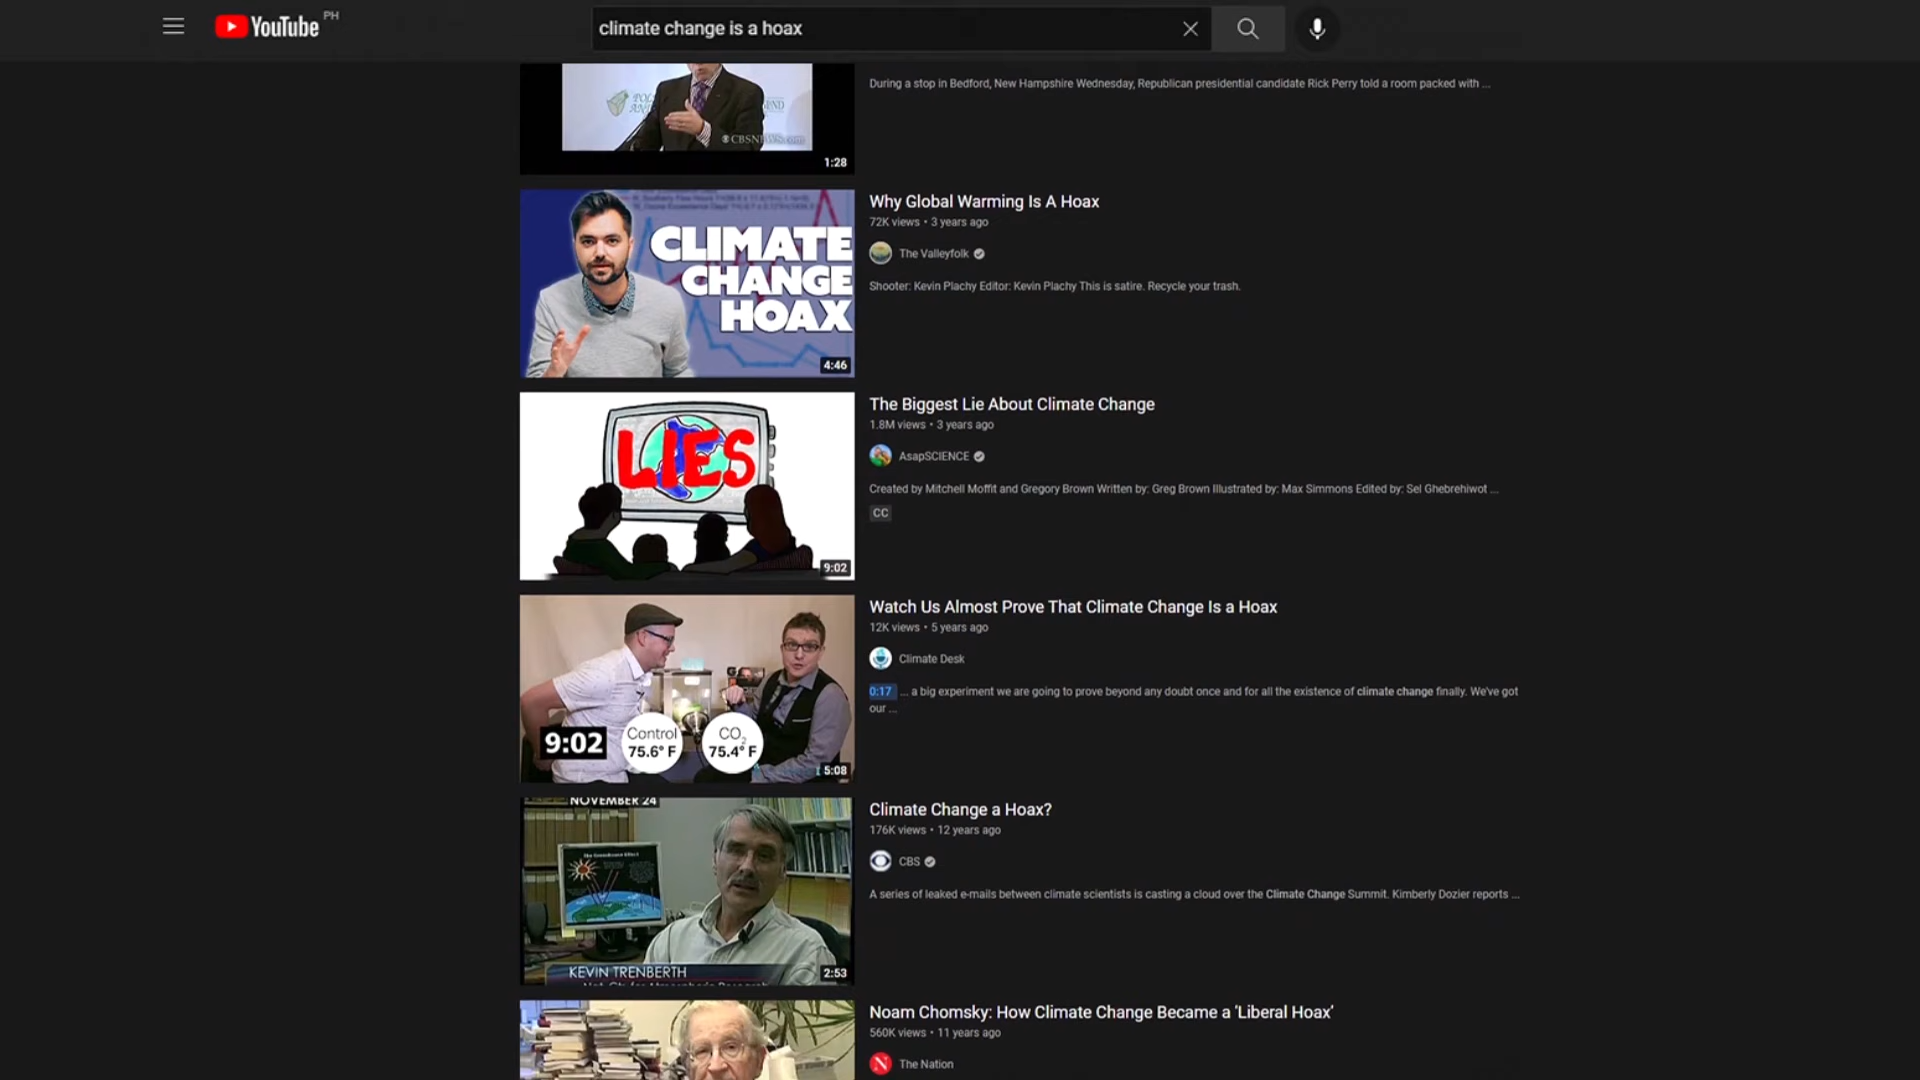 YouTube PH
climate change is a hoax
During a stop in Bedford, New Hampshire Wednesday, Republican presidential candidate Rick Perry told a room packed with ...
CBSNEWS.com
1:28
CLIMATE
CHANGE
HOAX
4:46
Why Global Warming Is A Hoax
72K views • 3 years ago
The Valleyfolk
Shooter: Kevin Plachy Editor: Kevin Plachy This is satire. Recycle your trash.
LIES
9:02
The Biggest Lie About Climate Change
1.8M views • 3 years ago
AsapSCIENCE
Created by Mitchell Moffit and Gregory Brown Written by: Greg Brown Illustrated by: Max Simmons Edited by: Sel Ghebrehiwot ...
CC
9:02
Control
75.6° F
CO2
75.4° F
5:08
Watch Us Almost Prove That Climate Change Is a Hoax
12K views • 5 years ago
Climate Desk
0:17 ... a big experiment we are going to prove beyond any doubt once and for all the existence of climate change finally. We've got
our ...
NOVEMBER 24
The Greenhouse Effect
KEVIN TRENBERTH
2:53
Climate Change a Hoax?
176K views • 12 years ago
CBS
A series of leaked e-mails between climate scientists is casting a cloud over the Climate Change Summit. Kimberly Dozier reports ...
Noam Chomsky: How Climate Change Became a 'Liberal Hoax'
560K views • 11 years ago
N The Nation